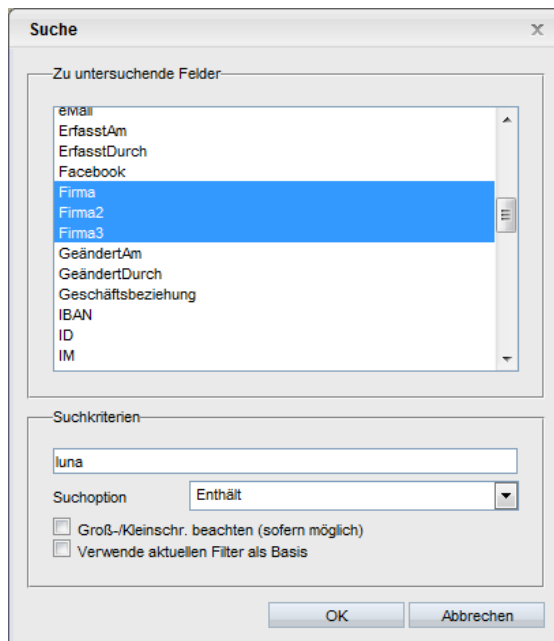 Suche
Zu untersuchende Felder
eMail
ErfasstAm
ErfasstDurch
Facebook
Firma
Firma2
Firma3
GeändertAm
GeändertDurch
Geschäftsbeziehung
IBAN
ID
IM
Suchkriterien
luna
Suchoption Enthält
Groß-/Kleinschr. beachten (sofern möglich)
Verwende aktuellen Filter als Basis
OK Abbrechen